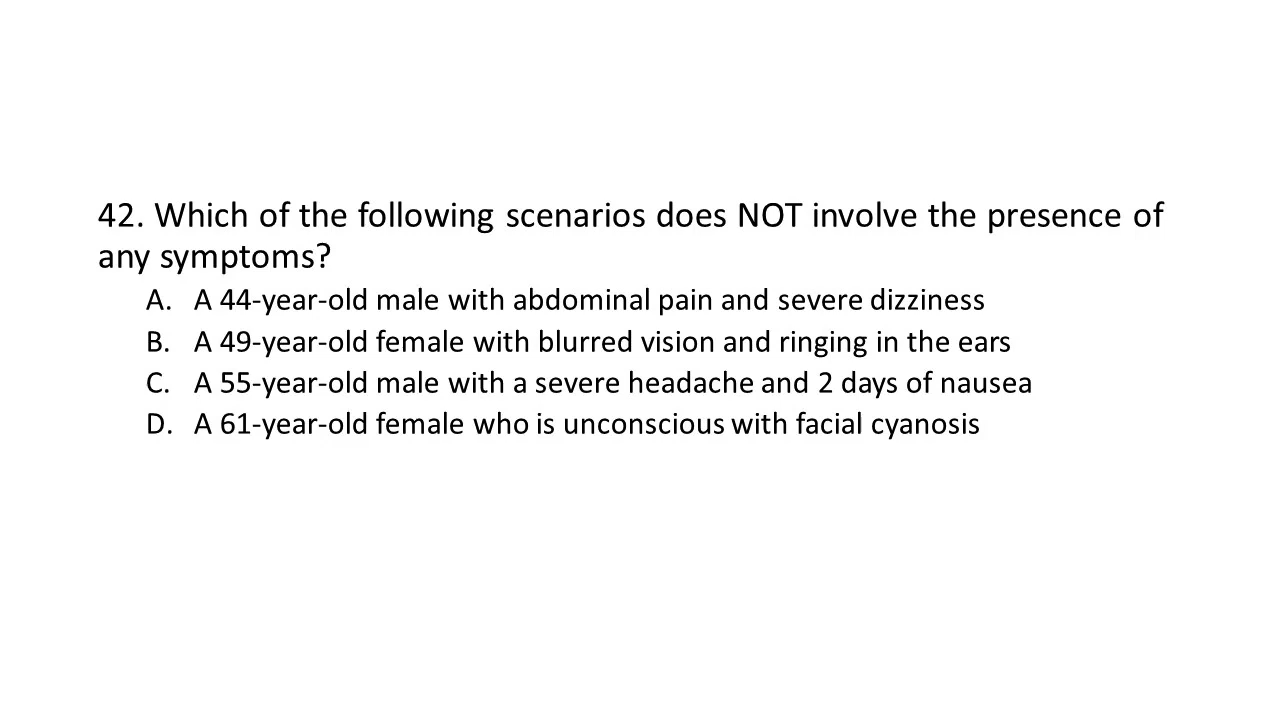 42. Which of the following scenarios does NOT involve the presence of
any symptoms?
A. A 44-year-old male with abdominal pain and severe dizziness
B. A 49-year-old female with blurred vision and ringing in the ears
C. A 55-year-old male with a severe headache and 2 days of nausea
D. A 61-year-old female who is unconscious with facial cyanosis